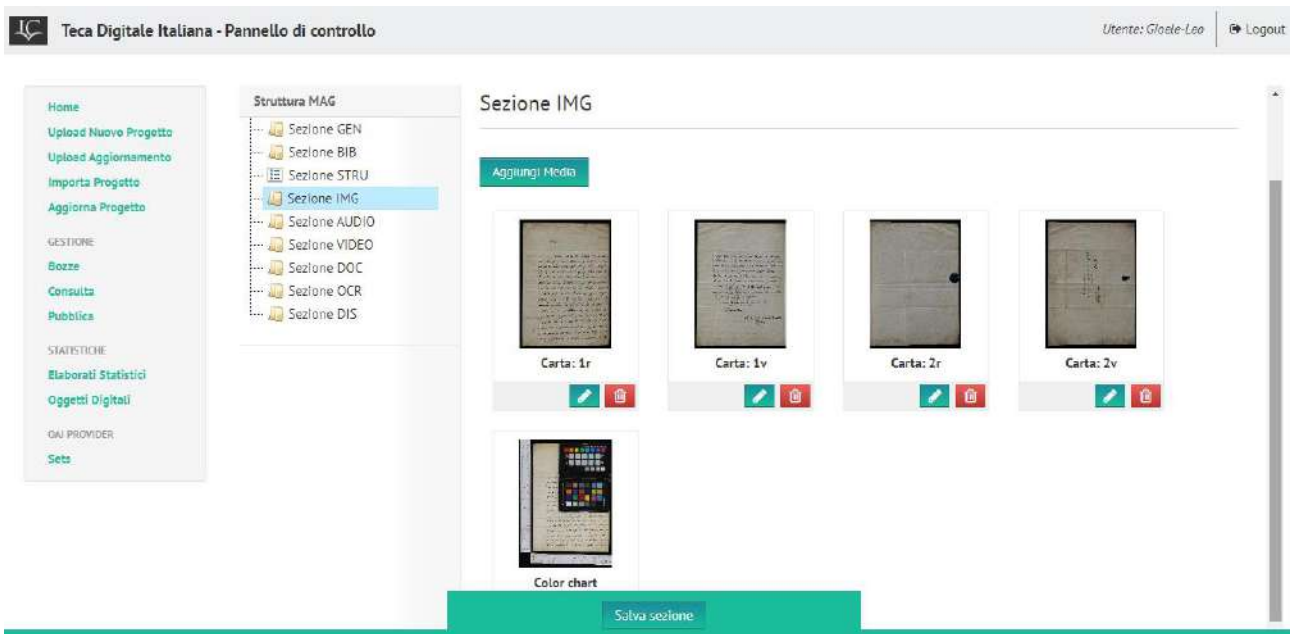 Teca Digitale Italiana - Pannello di controllo
Utente: Gioele-Leo
Logout
Home
Upload Nuovo Progetto
Upload Aggiornamento
Importa Progetto
Aggiorna Progetto
GESTIONE
Bozze
Consulta
Pubblica
STATISTICHE
Elaborati Statistici
Oggetti Digitali
OAI PROVIDER
Sets
Struttura MAG
Sezione GEN
Sezione BIB
Sezione STRU
Sezione IMG
Sezione AUDIO
Sezione VIDEO
Sezione DOC
Sezione OCR
Sezione DIS
Sezione IMG
Aggiungi Media
Carta: 1r
Carta: 1v
Carta: 2r
Carta: 2v
Color chart
Salva sezione